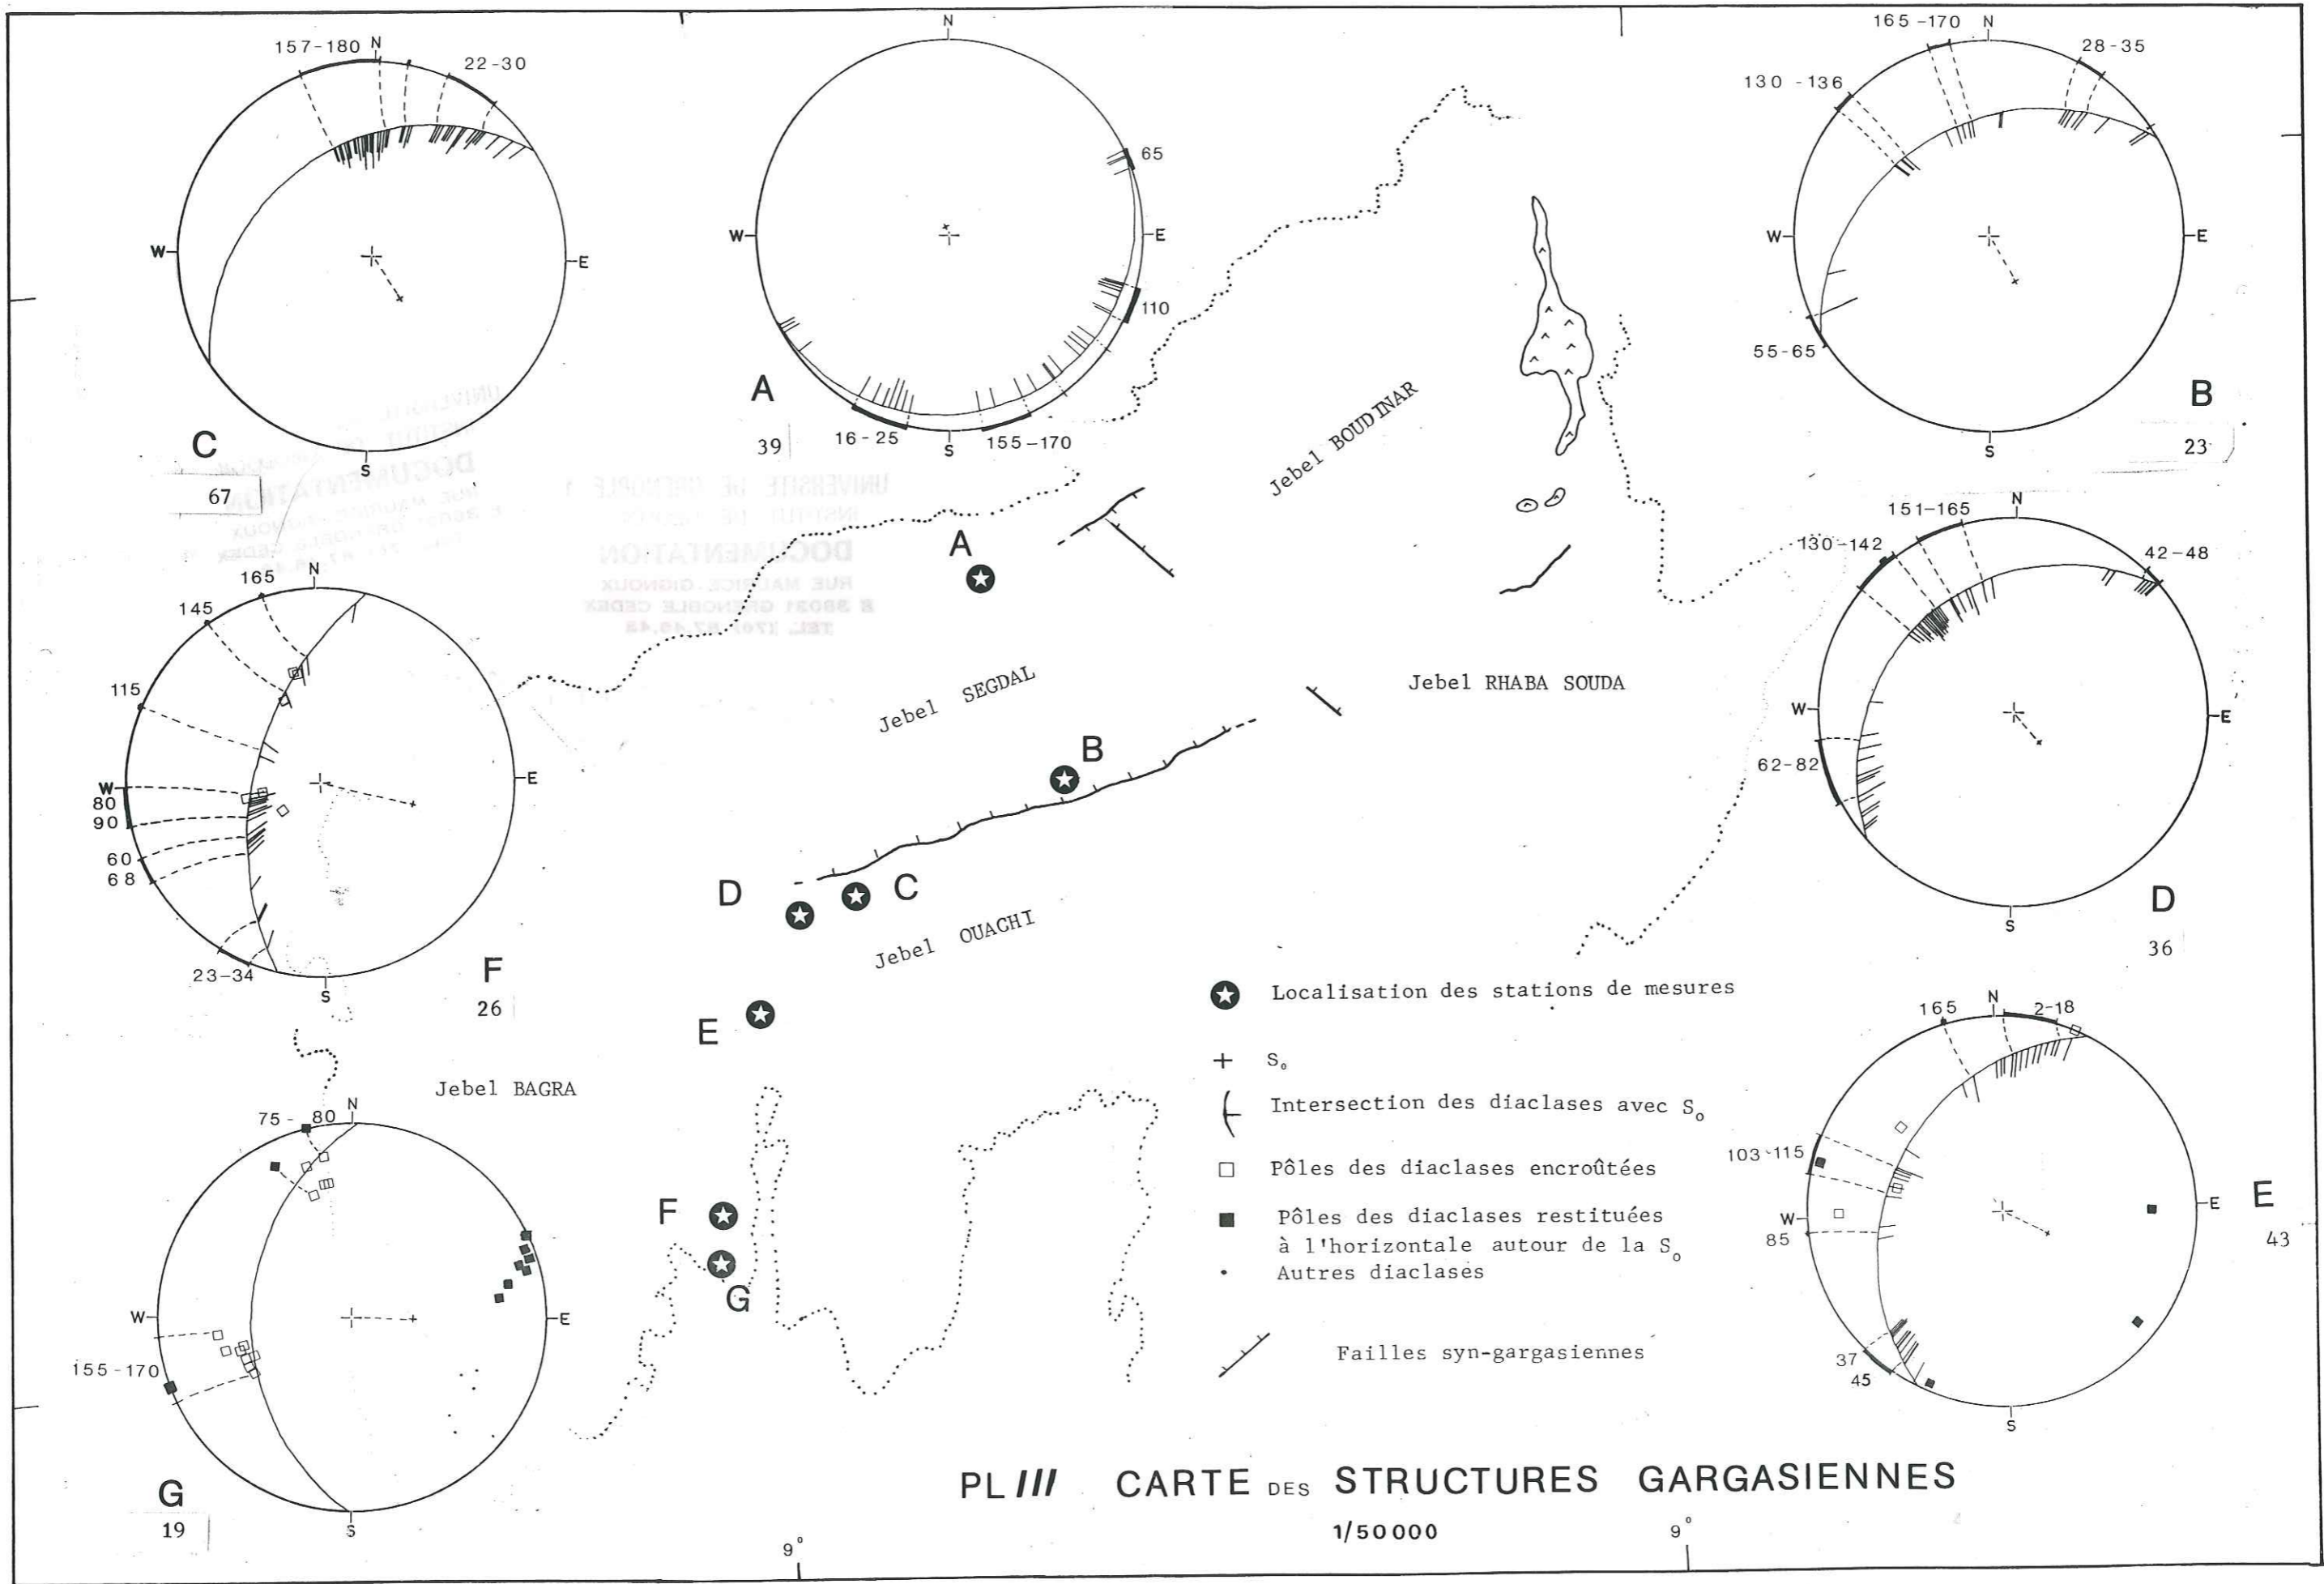 157-180 N
22-30
W
E
S
C
67
N
W
E
S
65
110
16-25
155-170
A
39
165-170 N
28-35
130-136
W
E
S
55-65
B
23
N
151-165
130-142
42-48
W
E
62-82
S
D
36
165
N
145
115
W
80
90
60
68
E
23-34
S
F
26
165
N
2-18
103-115
W
85
E
37
45
S
E
43
75-80
N
W
E
155-170
S
G
19
Jebel BOUDINAR
A
Jebel SEGDAL
Jebel RHABA SOUDA
B
D
C
Jebel OUACHI
E
Jebel BAGRA
F
G
Localisation des stations de mesures
S₀
Intersection des diaclases avec S₀
Pôles des diaclases encroûtées
Pôles des diaclases restituées
à l'horizontale autour de la S₀
Autres diaclases
Failles syn-gargasiennes
PL III CARTE DES STRUCTURES GARGASIENNES
1/50000
9°
9°
UNIVERSITE DE GRENOBLE 1
DOCUMENTATION
RUE MAURICE GIGNOUX
F 38031 GRENOBLE CEDEX
DOCUMENTATION